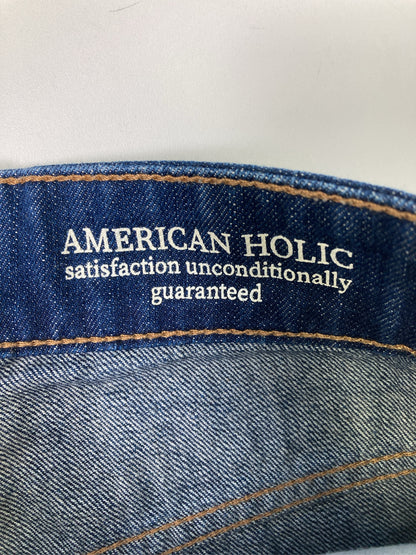 AMERICAN HOLIC
satisfaction unconditionally
guaranteed